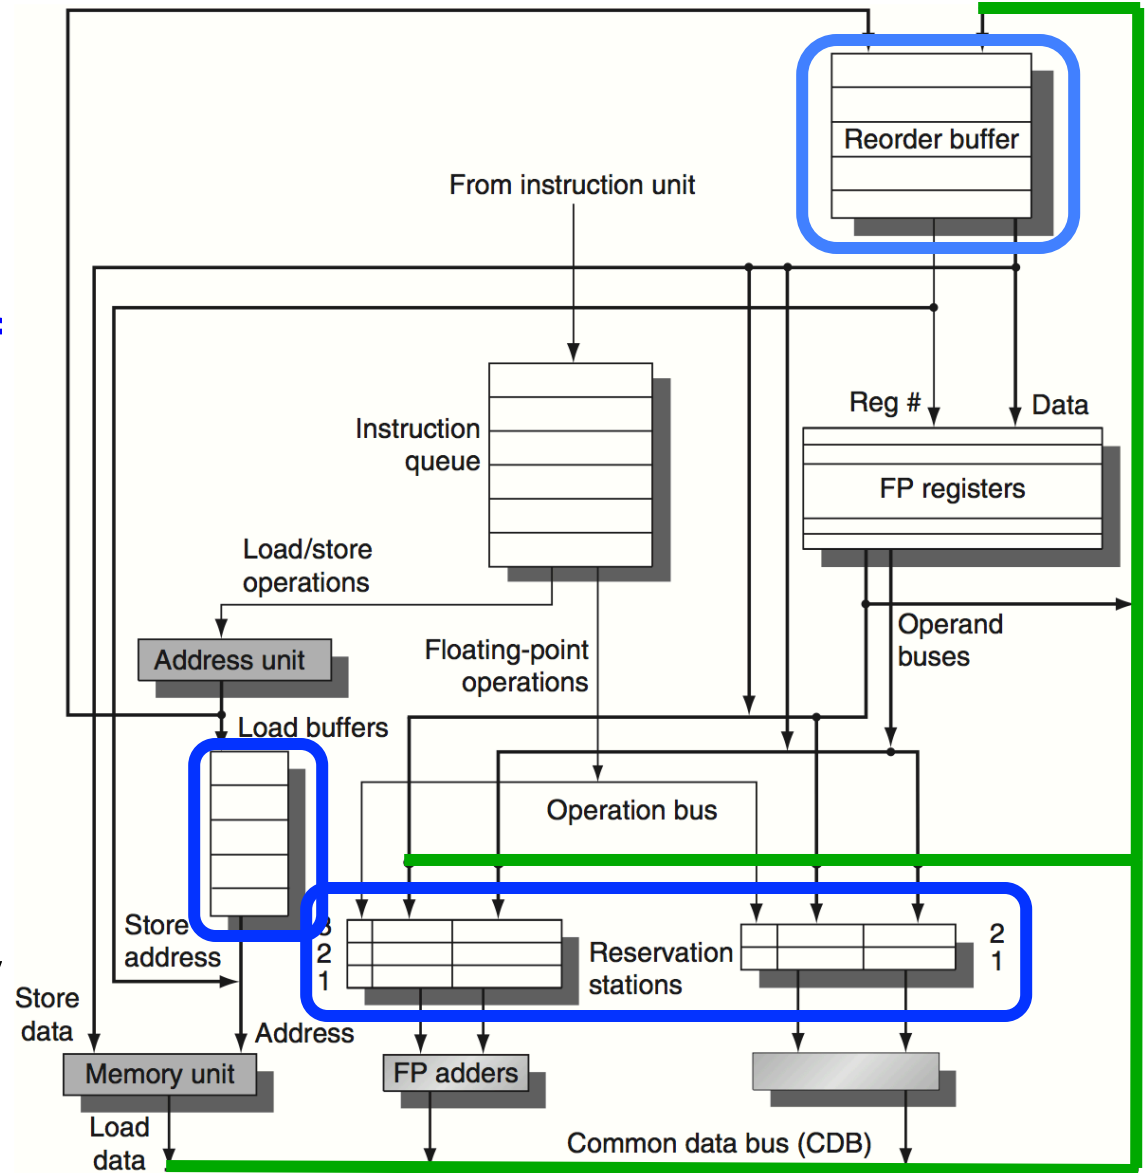 Reorder buffer
From instruction unit
:
Reg #
Data
Instruction
queue
FP registers
Load/store
operations
Operand
buses
Address unit
Floating-point
operations
Load buffers
Operation bus
Store
address
3
2
1
Reservation
stations
2
1
Store
data
Address
Memory unit
FP adders
Load
data
Common data bus (CDB)